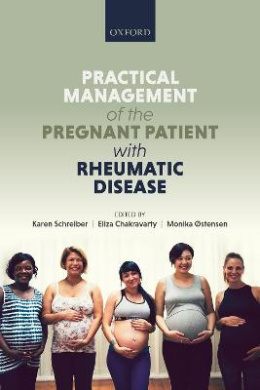 OXFORD
PRACTICAL
MANAGEMENT
of the
PREGNANT PATIENT
with
RHEUMATIC
DISEASE
EDITED BY
Karen Schreiber | Eliza Chakravarty | Monika Østensen